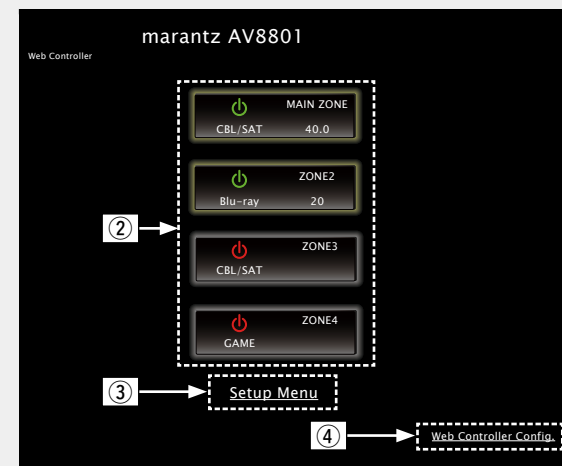 marantz AV8801
Web Controller
MAIN ZONE
CBL/SAT 40.0
ZONE2
Blu-ray 20
②
ZONE3
CBL/SAT
ZONE4
GAME
③ Setup Menu
④ Web Controller Config.